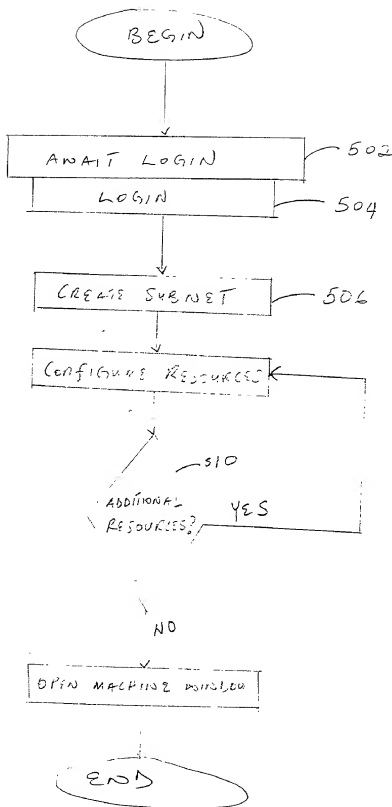 BEGIN
AWAIT LOGIN
502
LOGIN
504
CREATE SUBNET
506
CONFIGURE RESOURCES
510
ADDITIONAL
RESOURCES?
YES
NO
OPEN MACHINE WINDOW
END